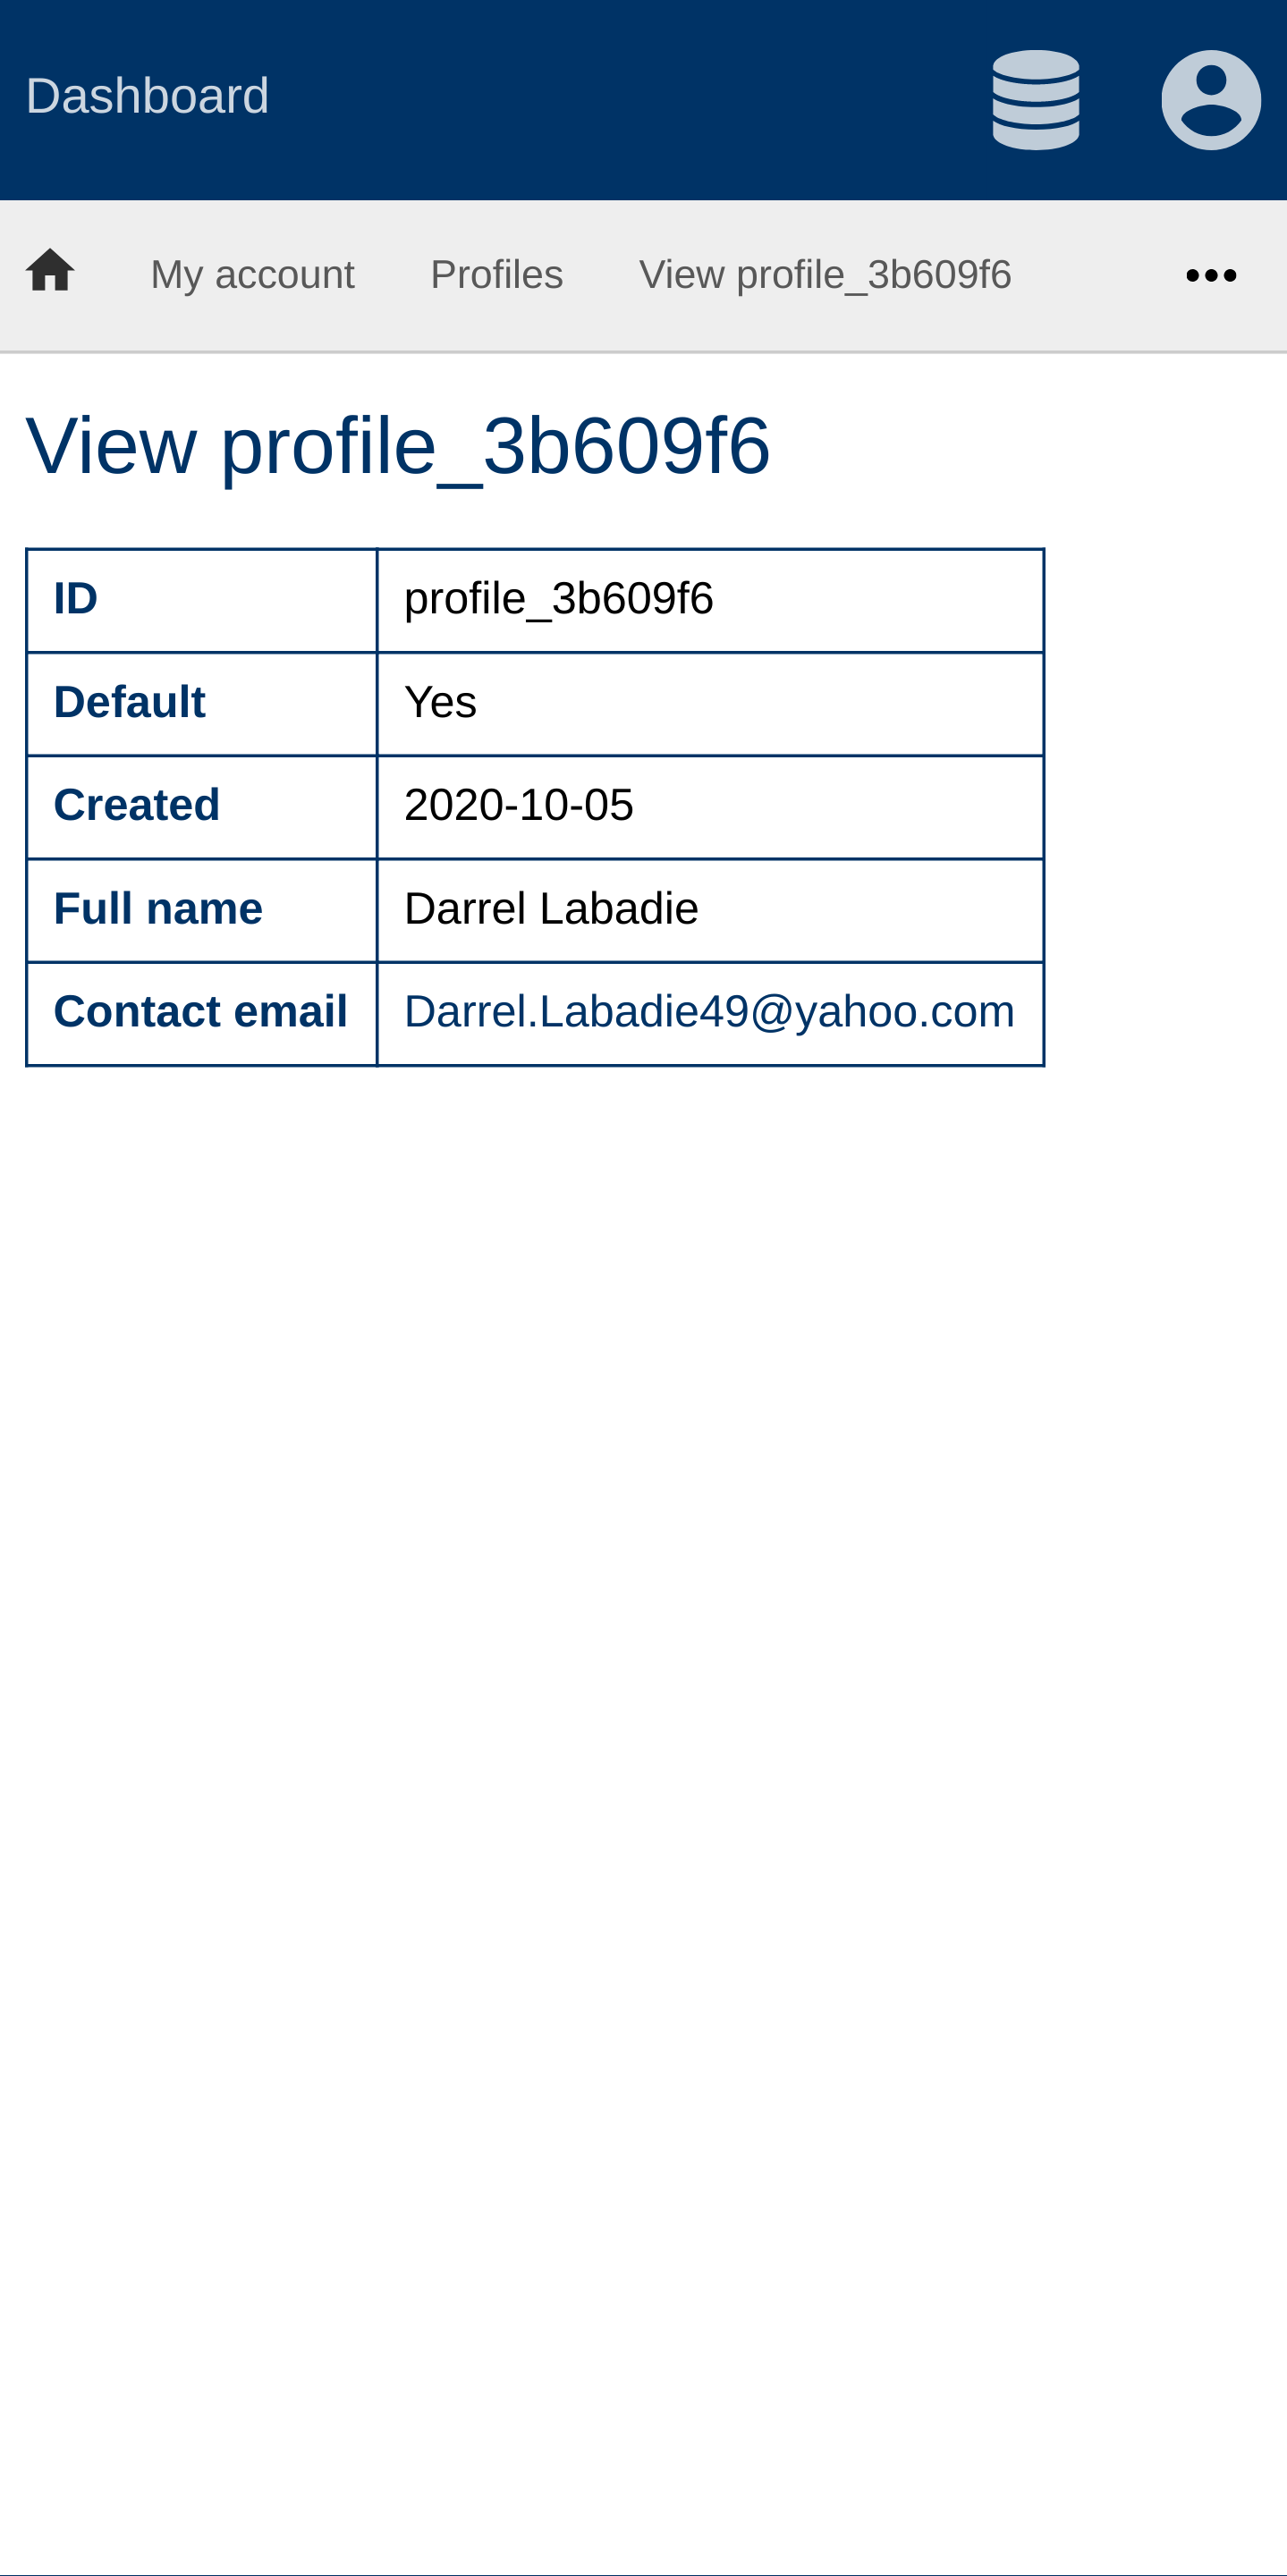 Dashboard
My account Profiles View profile_3b609f6
View profile_3b609f6
ID profile_3b609f6
Default Yes
Created 2020-10-05
Full name Darrel Labadie
Contact email Darrel.Labadie49@yahoo.com